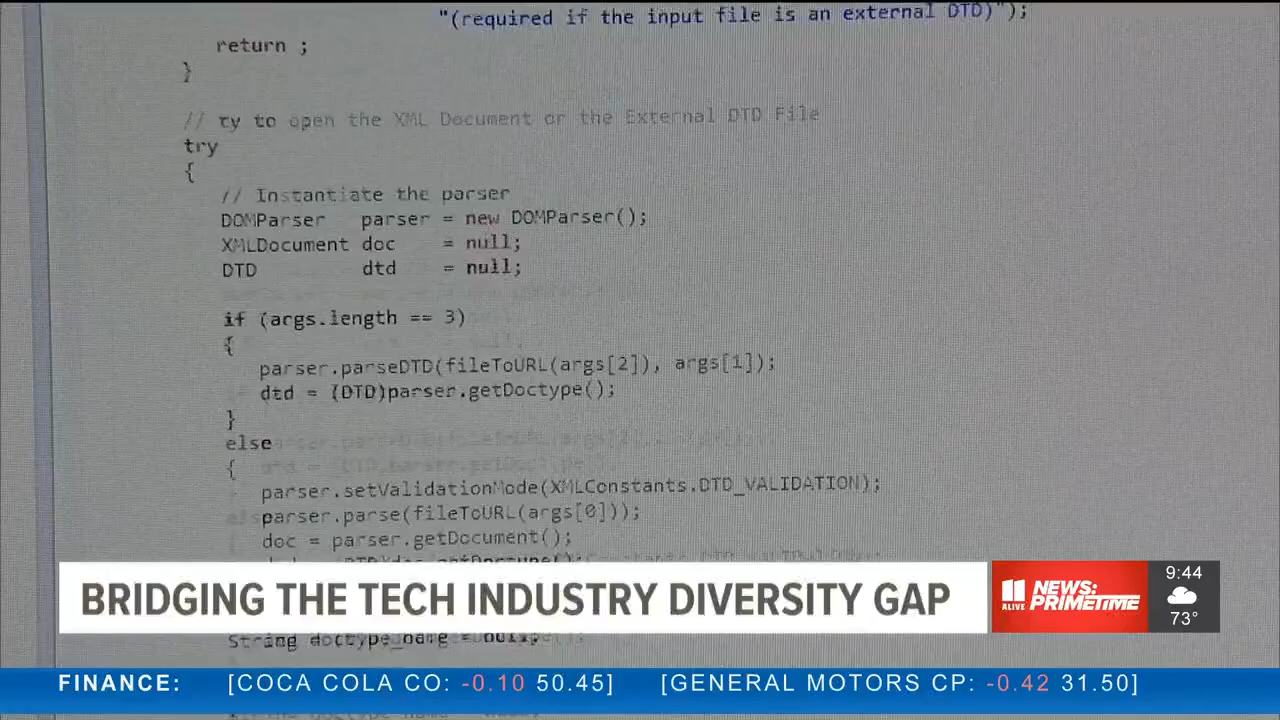 "(required if the input file is an external DTD)");
return ;
}
// ry to open the XML Document or the External DTD File
try
{
// Instantiate the parser
DOMParser parser = new DOMParser();
XMLDocument doc = null;
DTD dtd = null;
if (args.length == 3)
{
parser.parseDTD(fileToURL(args[2]), args[1]);
dtd = (DTD)parser.getDoctype();
}
else
{
parser.setValidationMode(XMLConstants.DTD_VALIDATION);
parser.parse(fileToURL(args[0]));
doc = parser.getDocument();
BRIDGING THE TECH INDUSTRY DIVERSITY GAP
11 ALIVE NEWS: PRIMETIME
9:44
73°
String doctype_name = null;
FINANCE: [COCA COLA CO: -0.10 50.45] [GENERAL MOTORS CP: -0.42 31.50]